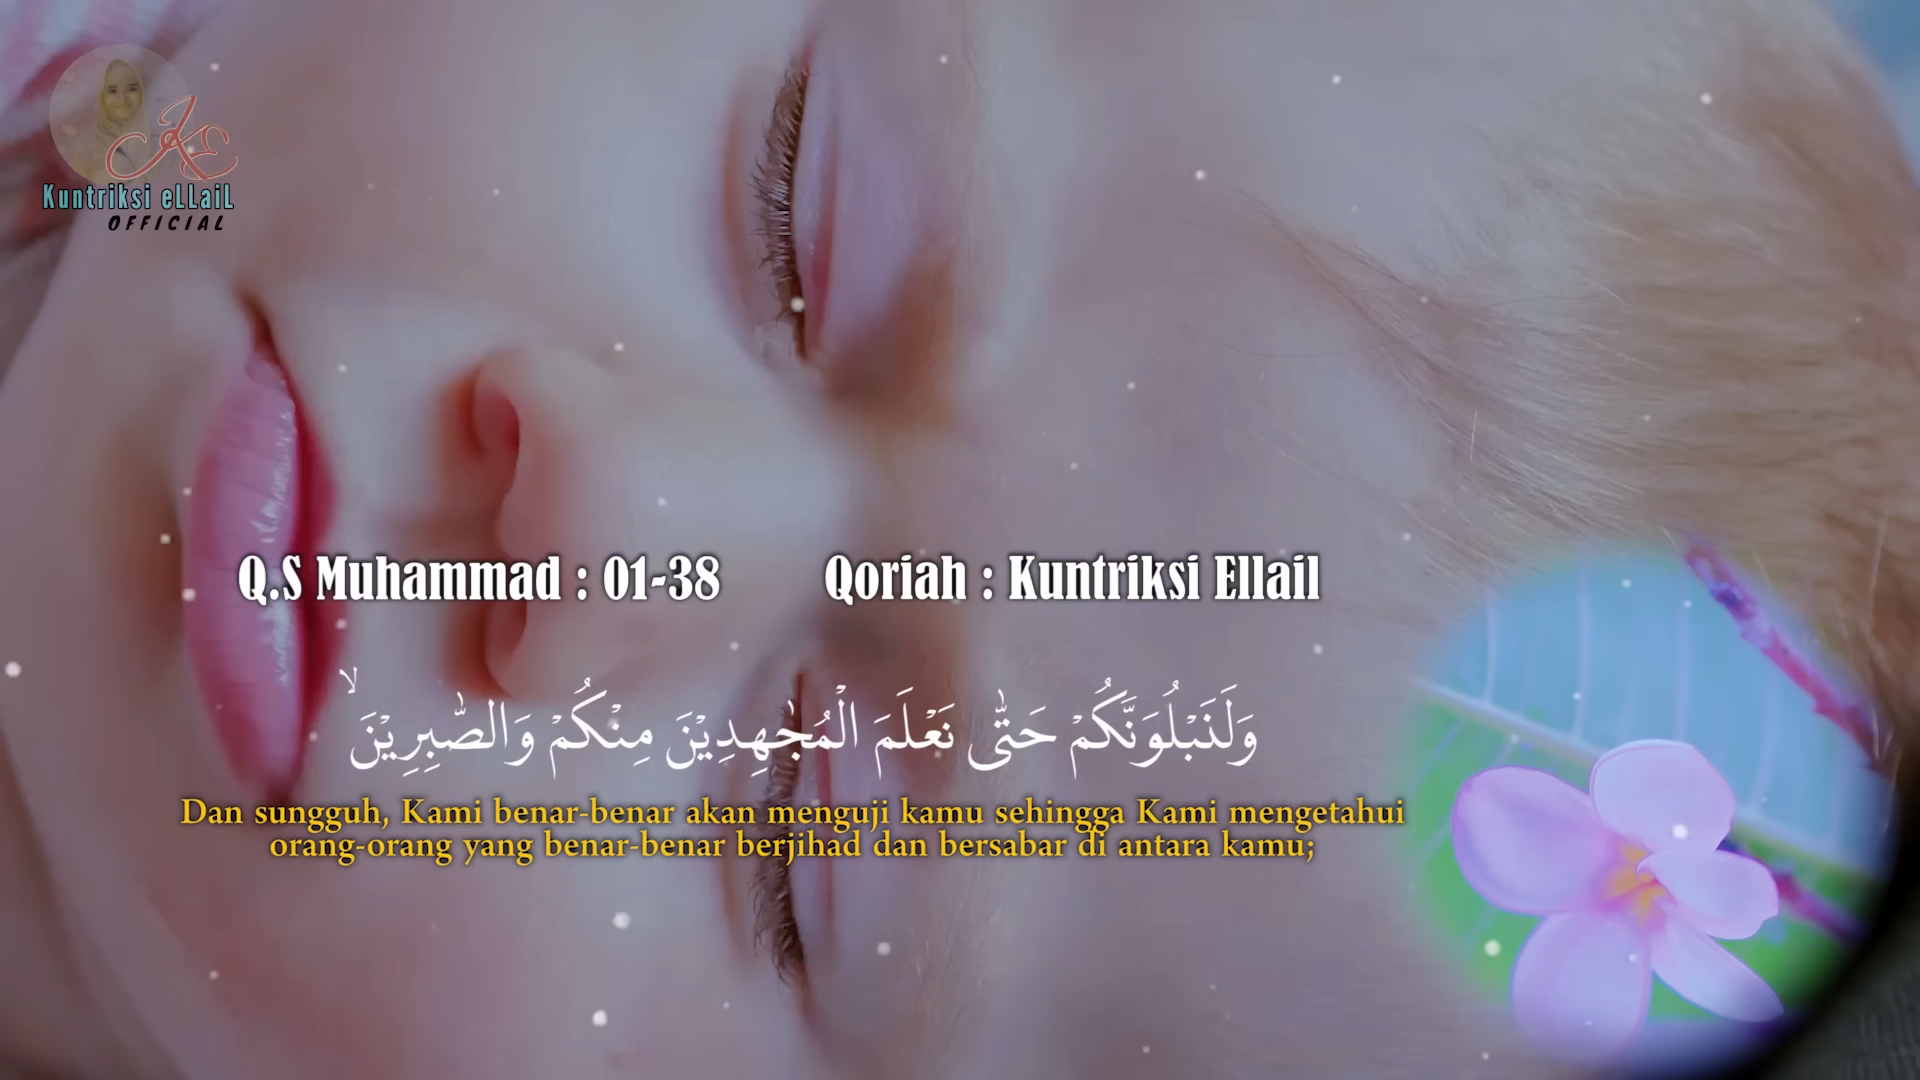 Kuntriksi eLLaiL
OFFICIAL
Q.S Muhammad : 01-38 Qoriah : Kuntriksi Ellail
وَلَنَبْلُوَنَّكُمْ حَتّٰى نَعْلَمَ الْمُجٰهِدِيْنَ مِنْكُمْ وَالصّٰبِرِيْنَۙ
Dan sungguh, Kami benar-benar akan menguji kamu sehingga Kami mengetahui
orang-orang yang benar-benar berjihad dan bersabar di antara kamu;